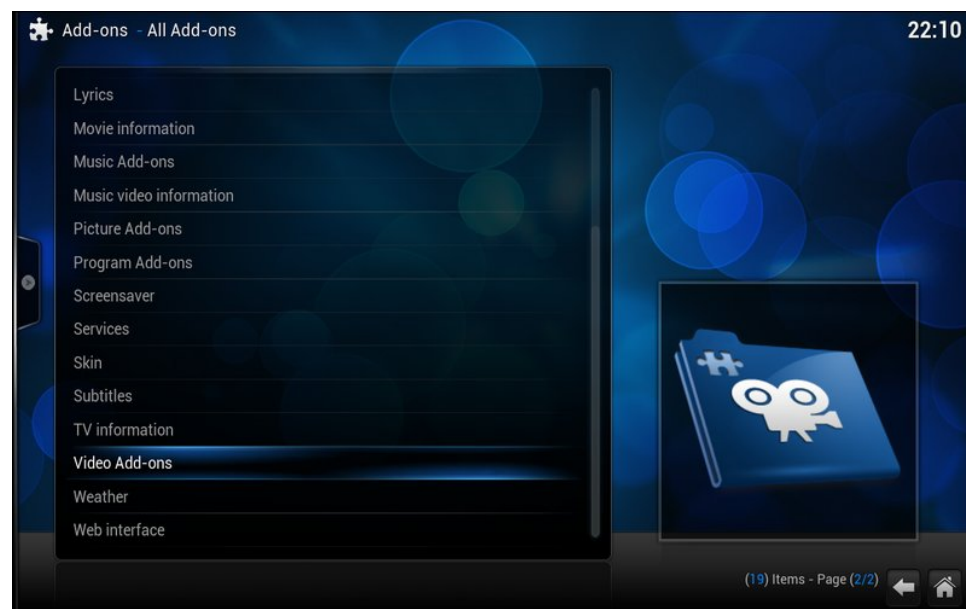 Add-ons - All Add-ons
22:10
Lyrics
Movie information
Music Add-ons
Music video information
Picture Add-ons
Program Add-ons
Screensaver
Services
Skin
Subtitles
TV information
Video Add-ons
Weather
Web interface
(19) Items - Page (2/2)